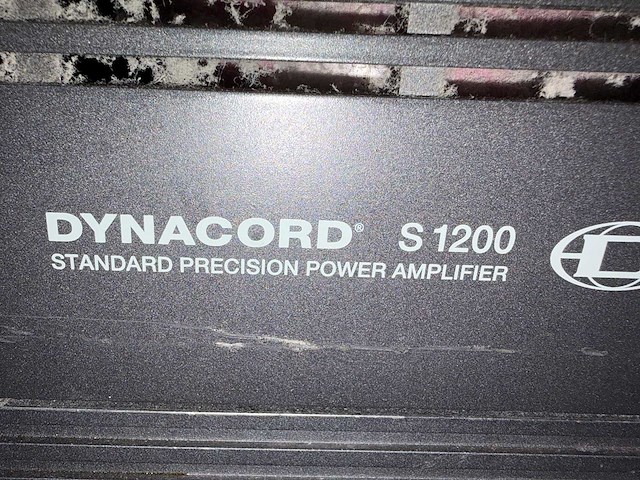 DYNACORD® S 1200
STANDARD PRECISION POWER AMPLIFIER